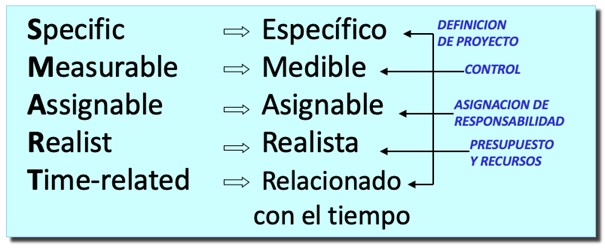 Specific ⇨ Específico
DEFINICION
DE PROYECTO
Measurable ⇨ Medible
CONTROL
Assignable ⇨ Asignable
ASIGNACION DE
RESPONSABILIDAD
Realist ⇨ Realista
PRESUPUESTO
Y RECURSOS
Time-related ⇨ Relacionado
con el tiempo